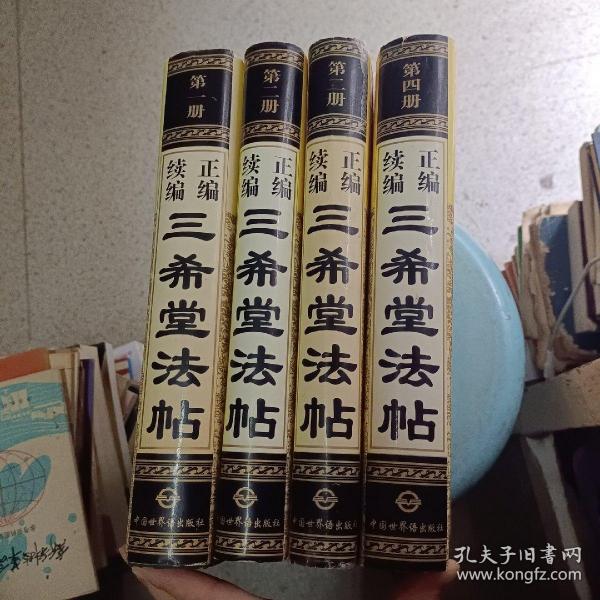 第一册
正编
续编
三希堂法帖
中国世界语出版社
第二册
正编
续编
三希堂法帖
中国世界语出版社
第三册
正编
续编
三希堂法帖
中国世界语出版社
第四册
正编
续编
三希堂法帖
中国世界语出版社
孔夫子旧书网
www.kongfz.com